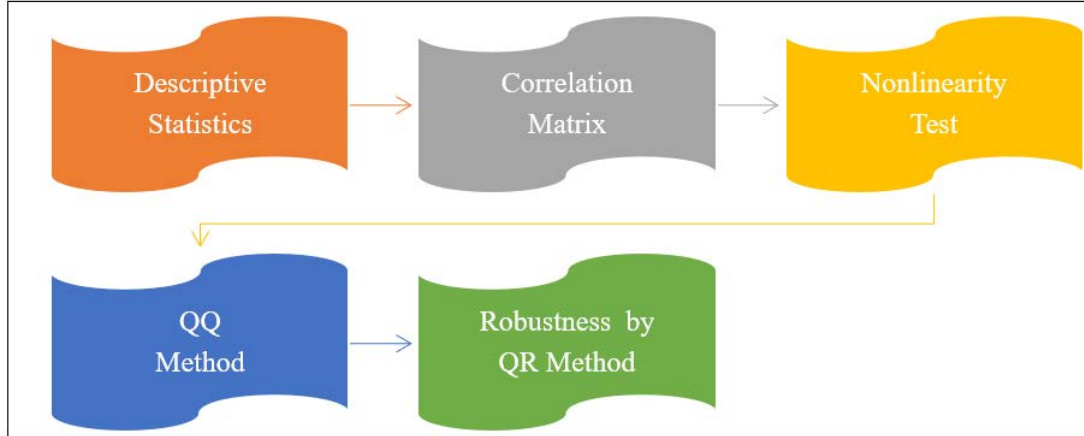 Descriptive
Statistics
Correlation
Matrix
Nonlinearity
Test
QQ
Method
Robustness by
QR Method